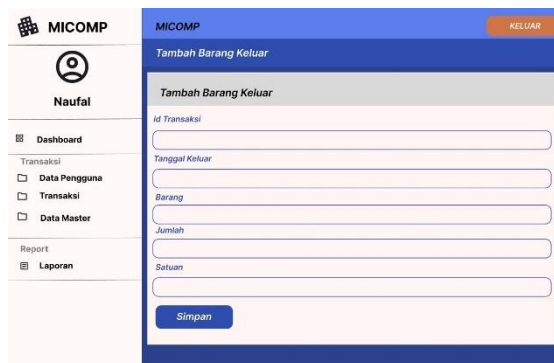 MICOMP
Naufal
Dashboard
Transaksi
Data Pengguna
Transaksi
Data Master
Report
Laporan
MICOMP
KELUAR
Tambah Barang Keluar
Tambah Barang Keluar
id Transaksi
Tanggal Keluar
Barang
Jumlah
Satuan
Simpan